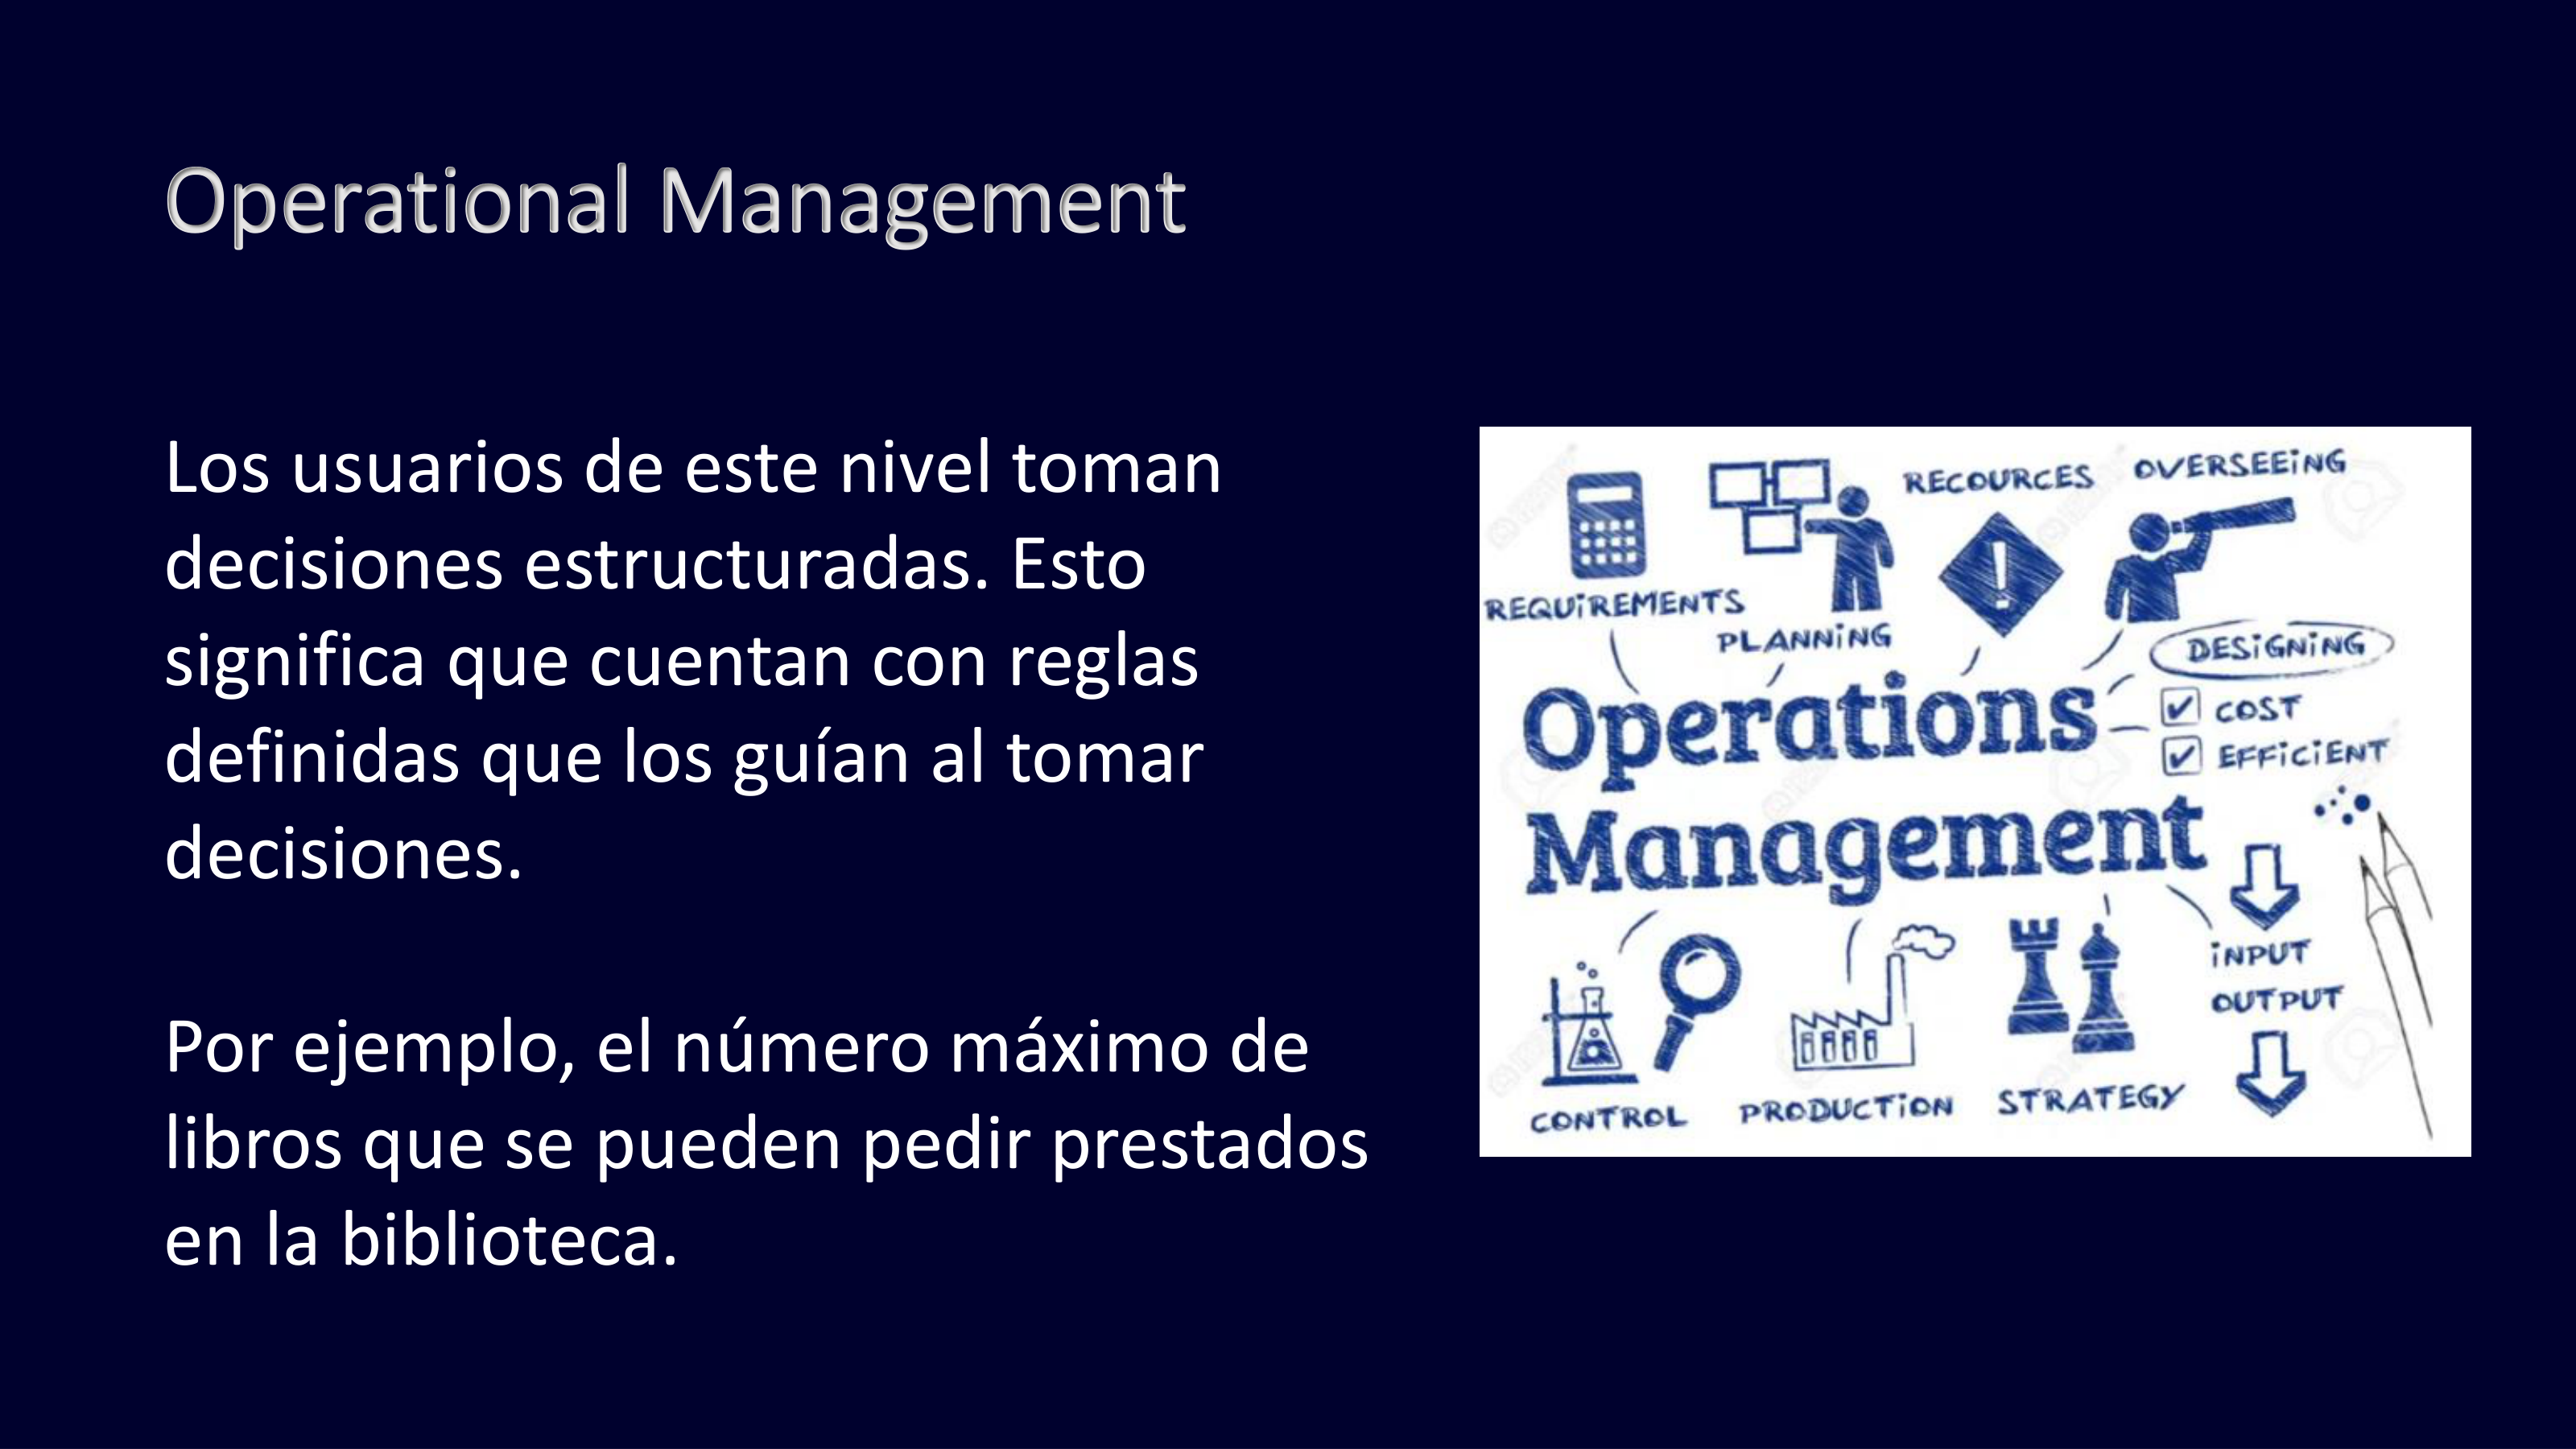 Operational Management
Los usuarios de este nivel toman
decisiones estructuradas. Esto
significa que cuentan con reglas
definidas que los guían al tomar
decisiones.
Por ejemplo, el número máximo de
libros que se pueden pedir prestados
en la biblioteca.
REQUiREMENTS
PLANNiNG
RECOURCES
OVERSEEiNG
DESiGNiNG
COST
EFFiCiENT
Operations
Management
iNPUT
OUTPUT
CONTROL
PRODUCTiON
STRATEGY